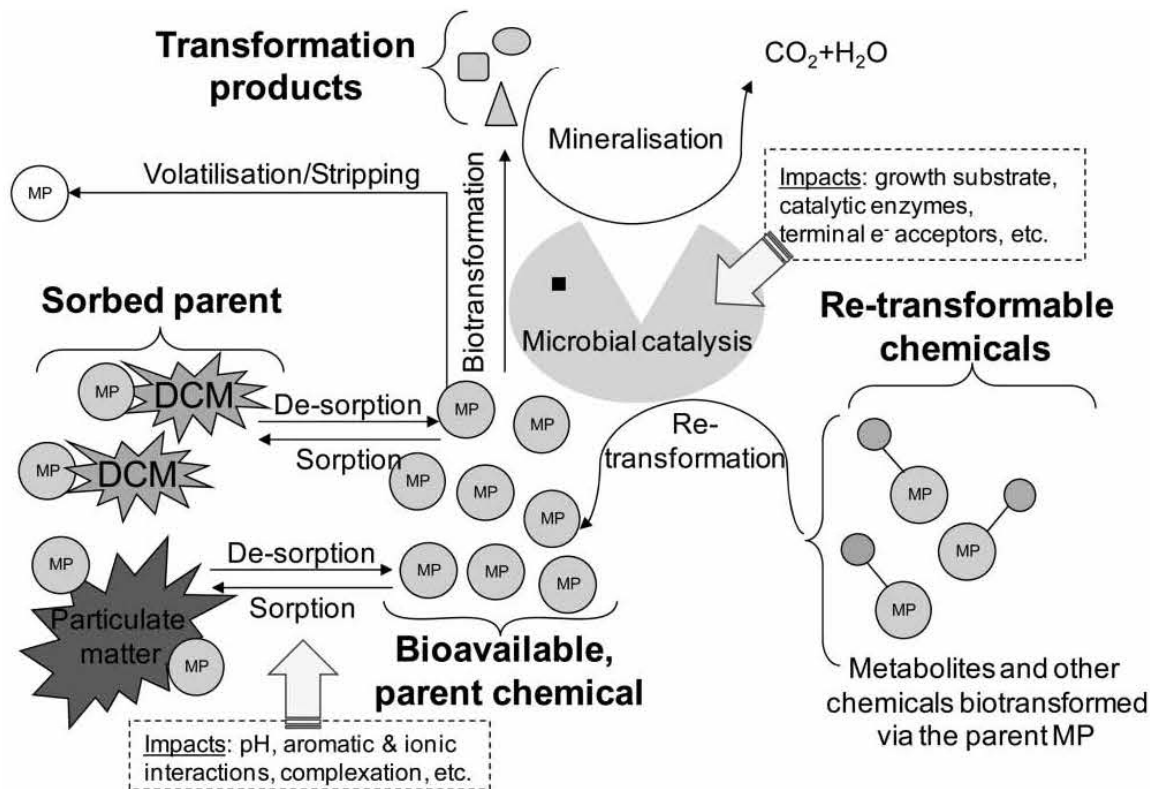 Transformation
products
CO2+H2O
Mineralisation
Volatilisation/Stripping
MP
Biotransformation
Impacts: growth substrate,
catalytic enzymes,
terminal e- acceptors, etc.
Microbial catalysis
Sorbed parent
MP
DCM
MP
DCM
De-sorption
Sorption
MP
MP
MP
MP
MP
MP
Re-
transformation
Re-transformable
chemicals
MP
MP
MP
Metabolites and other
chemicals biotransformed
via the parent MP
MP
Particulate
matter
MP
De-sorption
Sorption
MP
MP
MP
Bioavailable,
parent chemical
Impacts: pH, aromatic & ionic
interactions, complexation, etc.